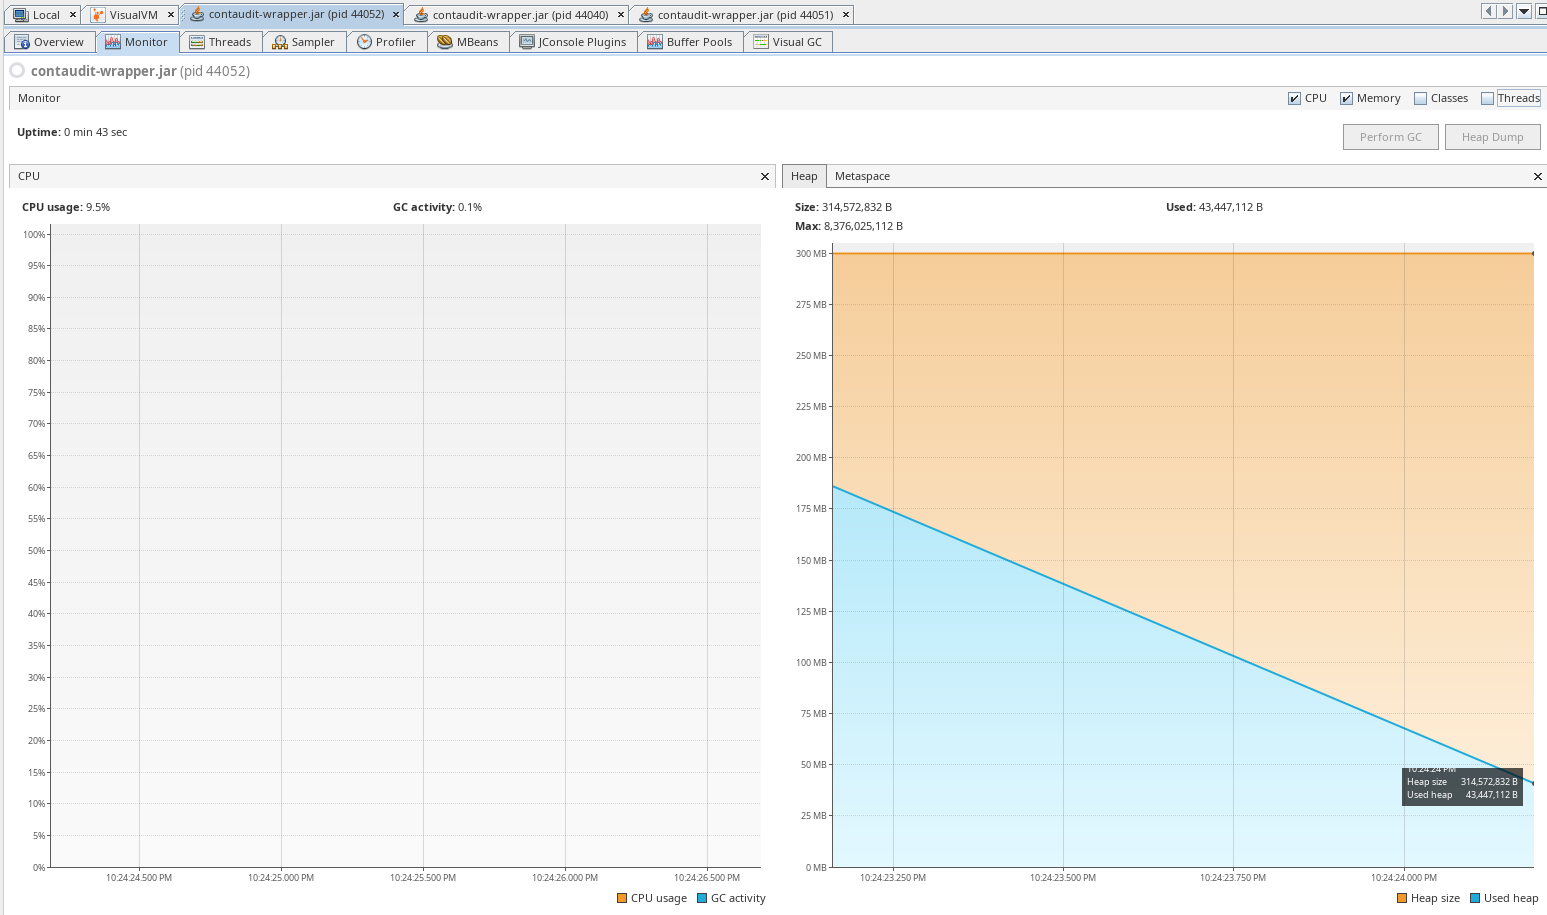 Local
VisualVM
contaudit-wrapper.jar (pid 44052)
contaudit-wrapper.jar (pid 44040)
contaudit-wrapper.jar (pid 44051)
Overview
Monitor
Threads
Sampler
Profiler
MBeans
JConsole Plugins
Buffer Pools
Visual GC
contaudit-wrapper.jar (pid 44052)
Monitor
CPU
Memory
Classes
Threads
Uptime: 0 min 43 sec
Perform GC
Heap Dump
CPU
CPU usage: 9.5%
GC activity: 0.1%
100%
95%
90%
85%
80%
75%
70%
65%
60%
55%
50%
45%
40%
35%
30%
25%
20%
15%
10%
5%
0%
10:24:24.500 PM
10:24:25.000 PM
10:24:25.500 PM
10:24:26.000 PM
10:24:26.500 PM
CPU usage
GC activity
Heap
Metaspace
Size: 314,572,832 B
Used: 43,447,112 B
Max: 8,376,025,112 B
300 MB
275 MB
250 MB
225 MB
200 MB
175 MB
150 MB
125 MB
100 MB
75 MB
50 MB
25 MB
0 MB
10:24:24 PM
Heap size 314,572,832 B
Used heap 43,447,112 B
10:24:23.250 PM
10:24:23.500 PM
10:24:23.750 PM
10:24:24.000 PM
Heap size
Used heap